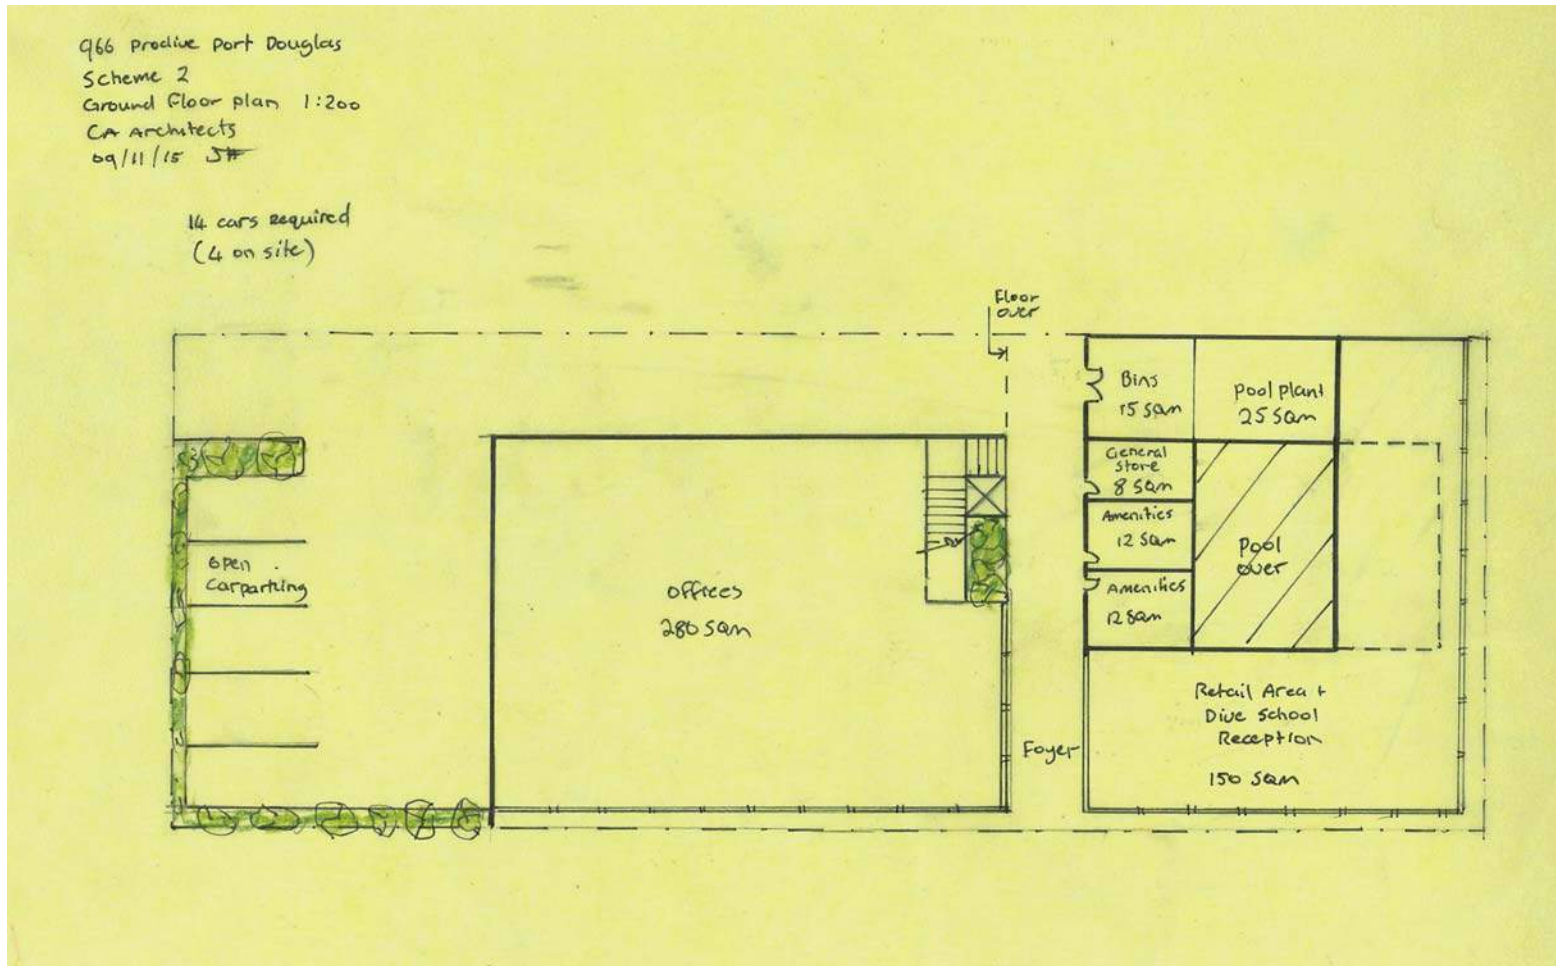 966 Prodive Port Douglas
Scheme 2
Ground Floor plan 1:200
CA Architects
09/11/15
14 cars required
(4 on site)
Floor
over
Bins
15 sqm
pool plant
25 sqm
General
store
8 sqm
Amenities
12 sqm
Amenities
12 sqm
Pool
over
open
carparking
offices
280 sqm
Foyer
Retail Area +
Dive School
Reception
150 sqm